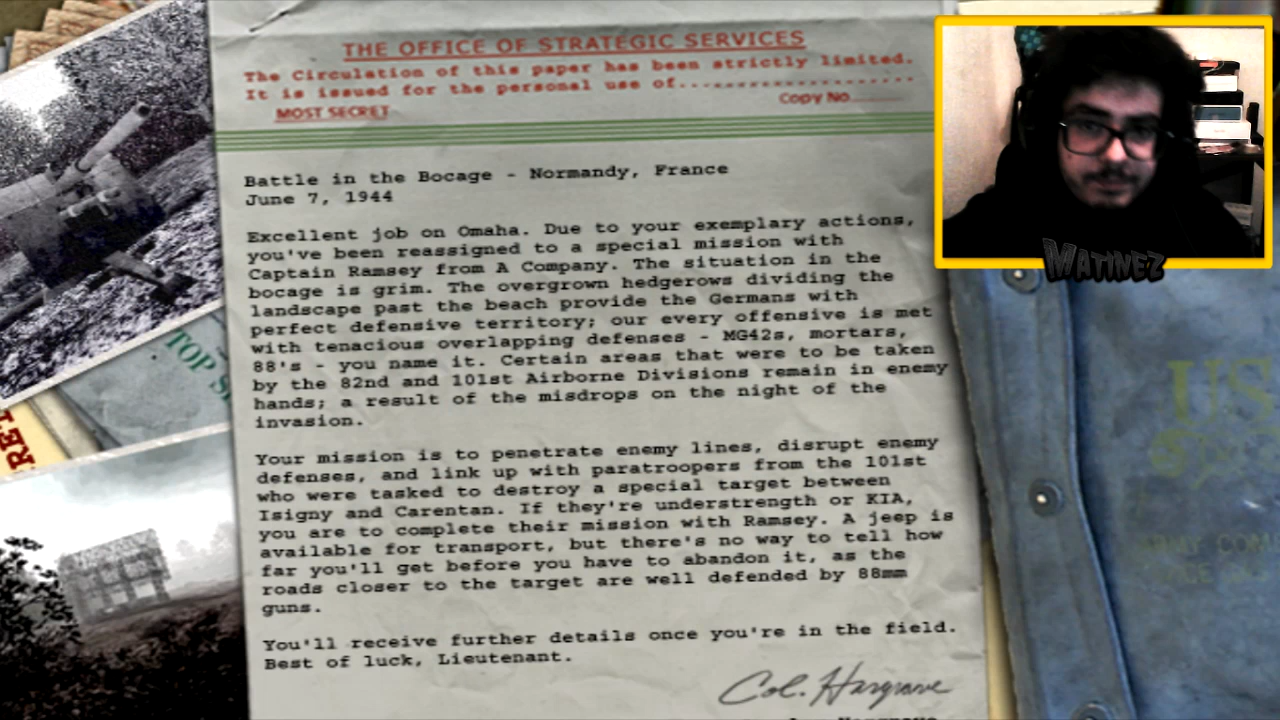 THE OFFICE OF STRATEGIC SERVICES
The Circulation of this paper has been strictly limited.
It is issued for the personal use of...................
MOST SECRET
Copy No........
Battle in the Bocage - Normandy, France
June 7, 1944
Excellent job on Omaha. Due to your exemplary actions,
you've been reassigned to a special mission with
Captain Ramsey from A Company. The situation in the
bocage is grim. The overgrown hedgerows dividing the
landscape past the beach provide the Germans with
perfect defensive territory; our every offensive is met
with tenacious overlapping defenses - MG42s, mortars,
88's - you name it. Certain areas that were to be taken
by the 82nd and 101st Airborne Divisions remain in enemy
hands; a result of the misdrops on the night of the
invasion.
Your mission is to penetrate enemy lines, disrupt enemy
defenses, and link up with paratroopers from the 101st
who were tasked to destroy a special target between
Isigny and Carentan. If they're understrength or KIA,
you are to complete their mission with Ramsey. A jeep is
available for transport, but there's no way to tell how
far you'll get before you have to abandon it, as the
roads closer to the target are well defended by 88mm
guns.
You'll receive further details once you're in the field.
Best of luck, Lieutenant.
Col. Hargrove
TOP S
RET
MATINEZ
US